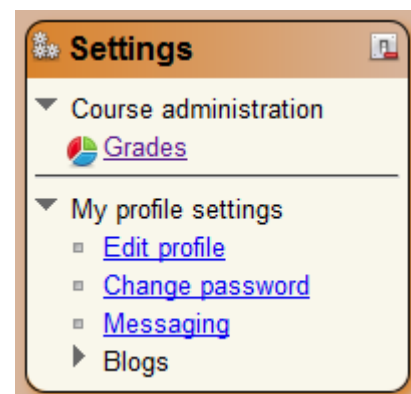 Settings
Course administration
Grades
My profile settings
Edit profile
Change password
Messaging
Blogs